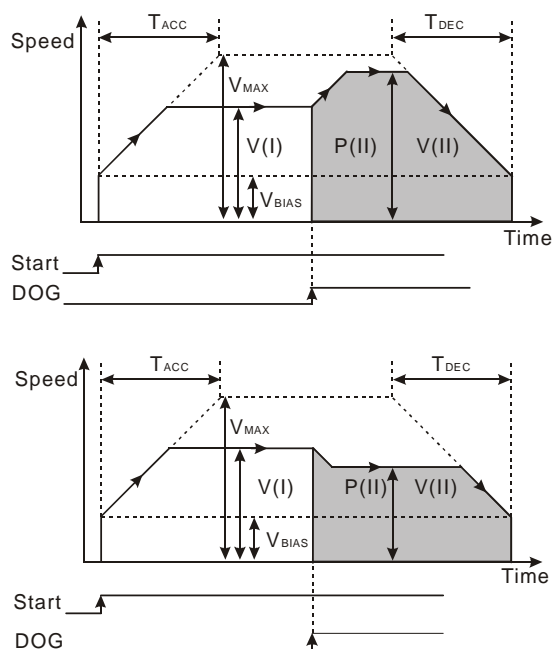 TACC
TDEC
Speed
VMAX
V(I)
P(II)
V(II)
VBIAS
Time
Start
DOG
TACC
TDEC
Speed
VMAX
V(I)
P(II)
V(II)
VBIAS
Time
Start
DOG